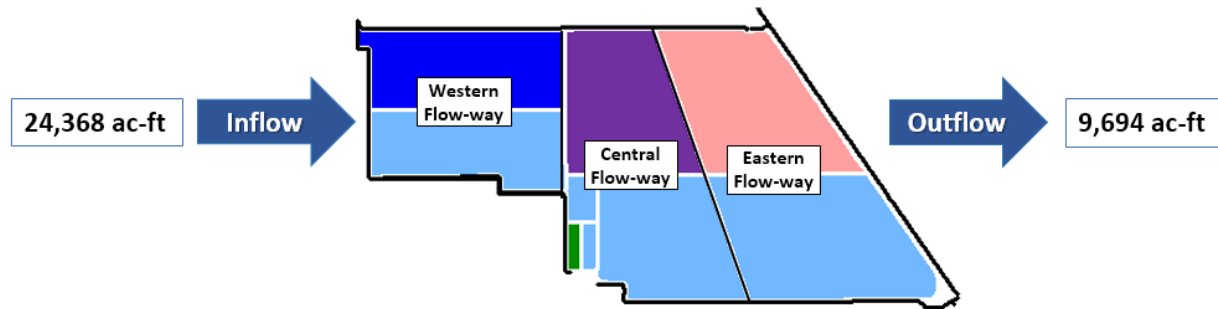 24,368 ac-ft
Inflow
Western
Flow-way
Central
Flow-way
Eastern
Flow-way
Outflow
9,694 ac-ft